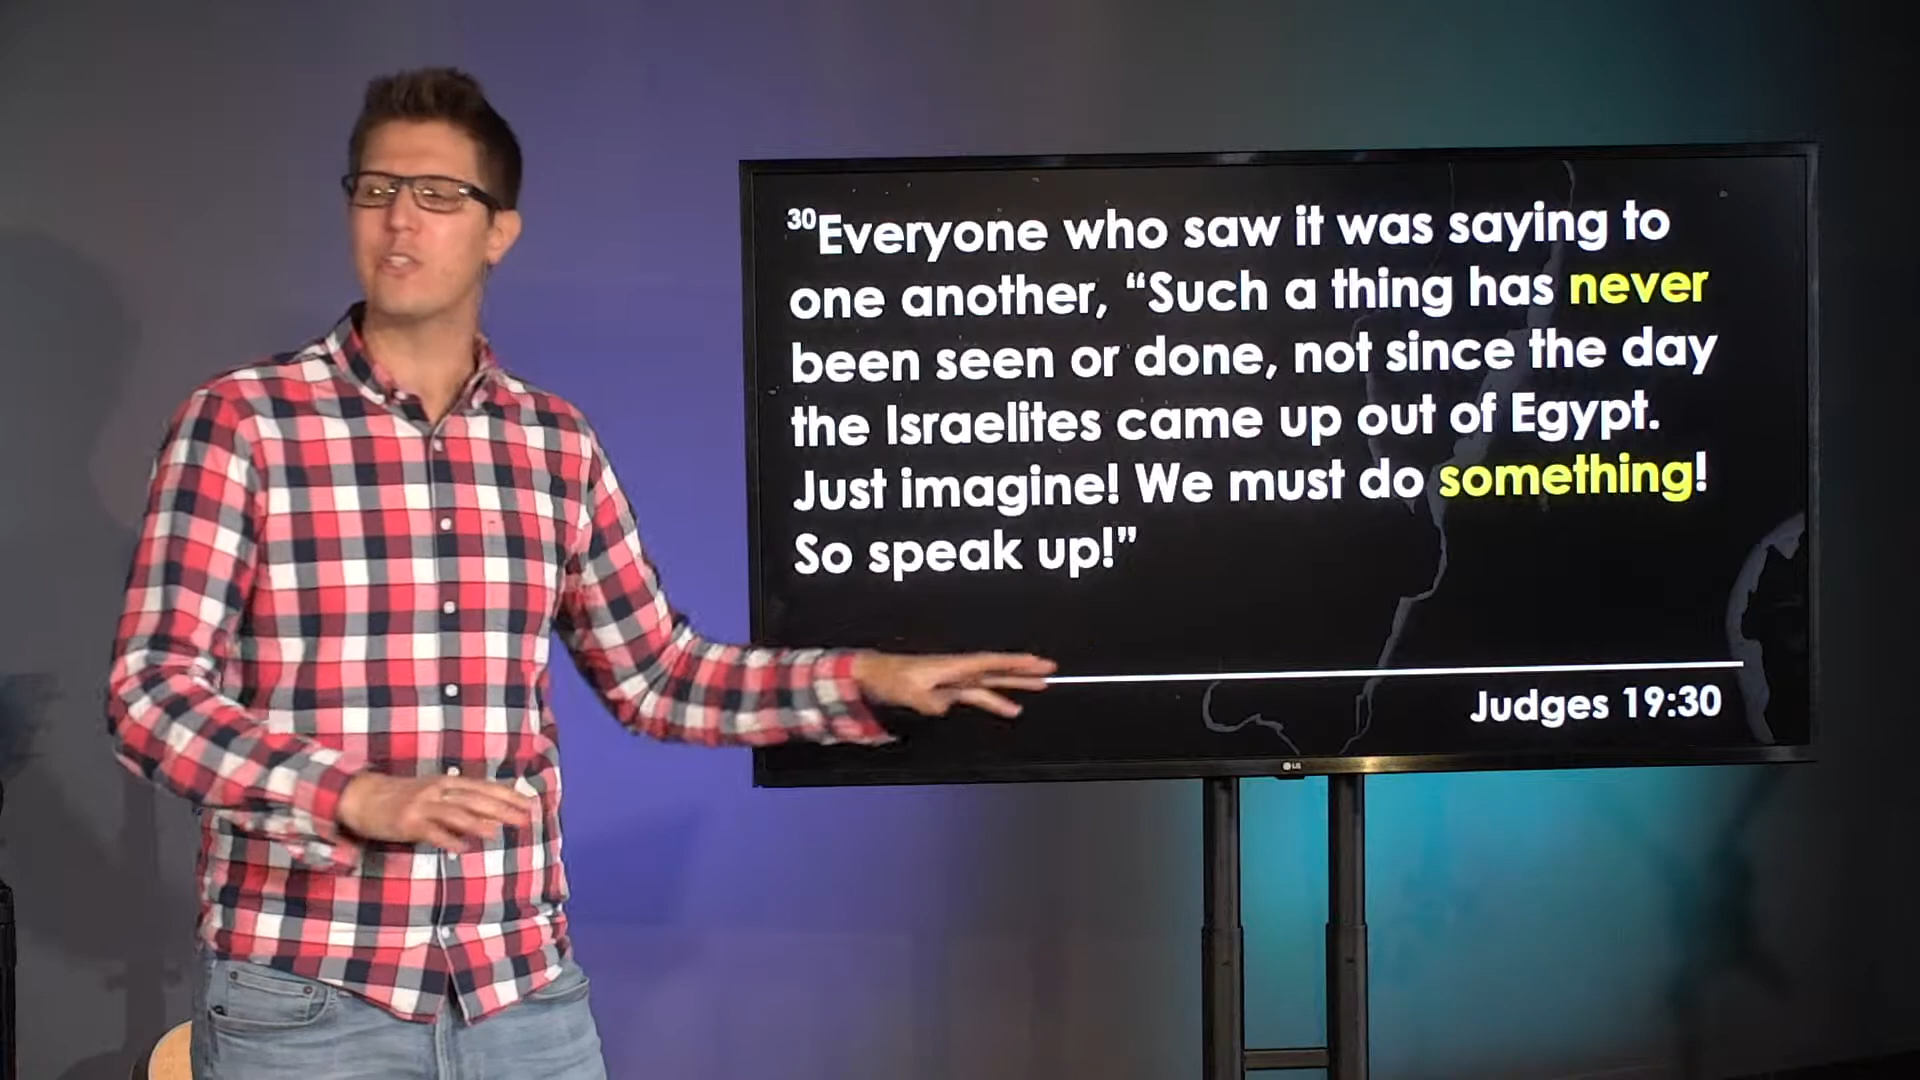 30Everyone who saw it was saying to
one another, “Such a thing has never
been seen or done, not since the day
the Israelites came up out of Egypt.
Just imagine! We must do something!
So speak up!”
Judges 19:30
LG